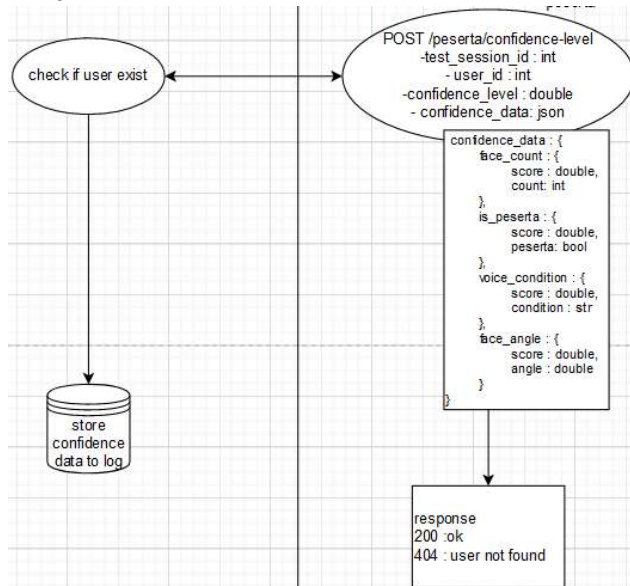 check if user exist
POST /peserta/confidence-level
-test_session_id : int
- user_id : int
-confidence_level : double
- confidence_data: json
confidence_data : {
face_count : {
score : double,
count: int
},
is_peserta : {
score : double,
peserta: bool
},
voice_condition : {
score : double,
condition : str
},
face_angle : {
score : double,
angle : double
}
}
store
confidence
data to log
response
200 :ok
404 : user not found